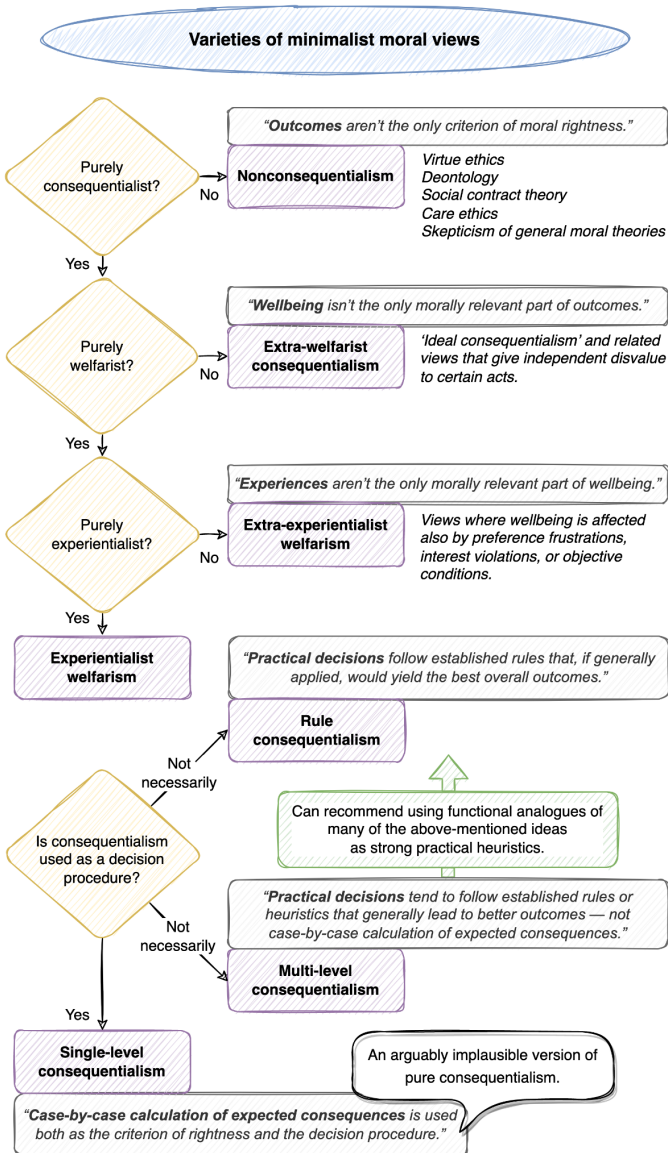 Varieties of minimalist moral views
Purely
consequentialist?
No
Yes
“Outcomes aren’t the only criterion of moral rightness.”
Nonconsequentialism
Virtue ethics
Deontology
Social contract theory
Care ethics
Skepticism of general moral theories
Purely
welfarist?
No
Yes
“Wellbeing isn’t the only morally relevant part of outcomes.”
Extra-welfarist
consequentialism
‘Ideal consequentialism’ and related
views that give independent disvalue
to certain acts.
Purely
experientialist?
No
Yes
“Experiences aren’t the only morally relevant part of wellbeing.”
Extra-experientialist
welfarism
Views where wellbeing is affected
also by preference frustrations,
interest violations, or objective
conditions.
Experientialist
welfarism
“Practical decisions follow established rules that, if generally
applied, would yield the best overall outcomes.”
Rule
consequentialism
Not
necessarily
Is consequentialism
used as a decision
procedure?
Can recommend using functional analogues of
many of the above-mentioned ideas
as strong practical heuristics.
“Practical decisions tend to follow established rules or
heuristics that generally lead to better outcomes — not
case-by-case calculation of expected consequences.”
Not
necessarily
Multi-level
consequentialism
Yes
Single-level
consequentialism
An arguably implausible version of
pure consequentialism.
“Case-by-case calculation of expected consequences is used
both as the criterion of rightness and the decision procedure.”